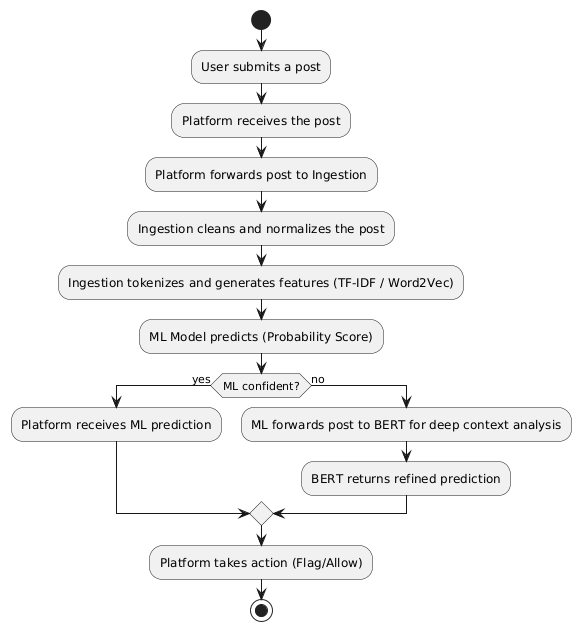 User submits a post
Platform receives the post
Platform forwards post to Ingestion
Ingestion cleans and normalizes the post
Ingestion tokenizes and generates features (TF-IDF / Word2Vec)
ML Model predicts (Probability Score)
ML confident?
yes
no
Platform receives ML prediction
ML forwards post to BERT for deep context analysis
BERT returns refined prediction
Platform takes action (Flag/Allow)